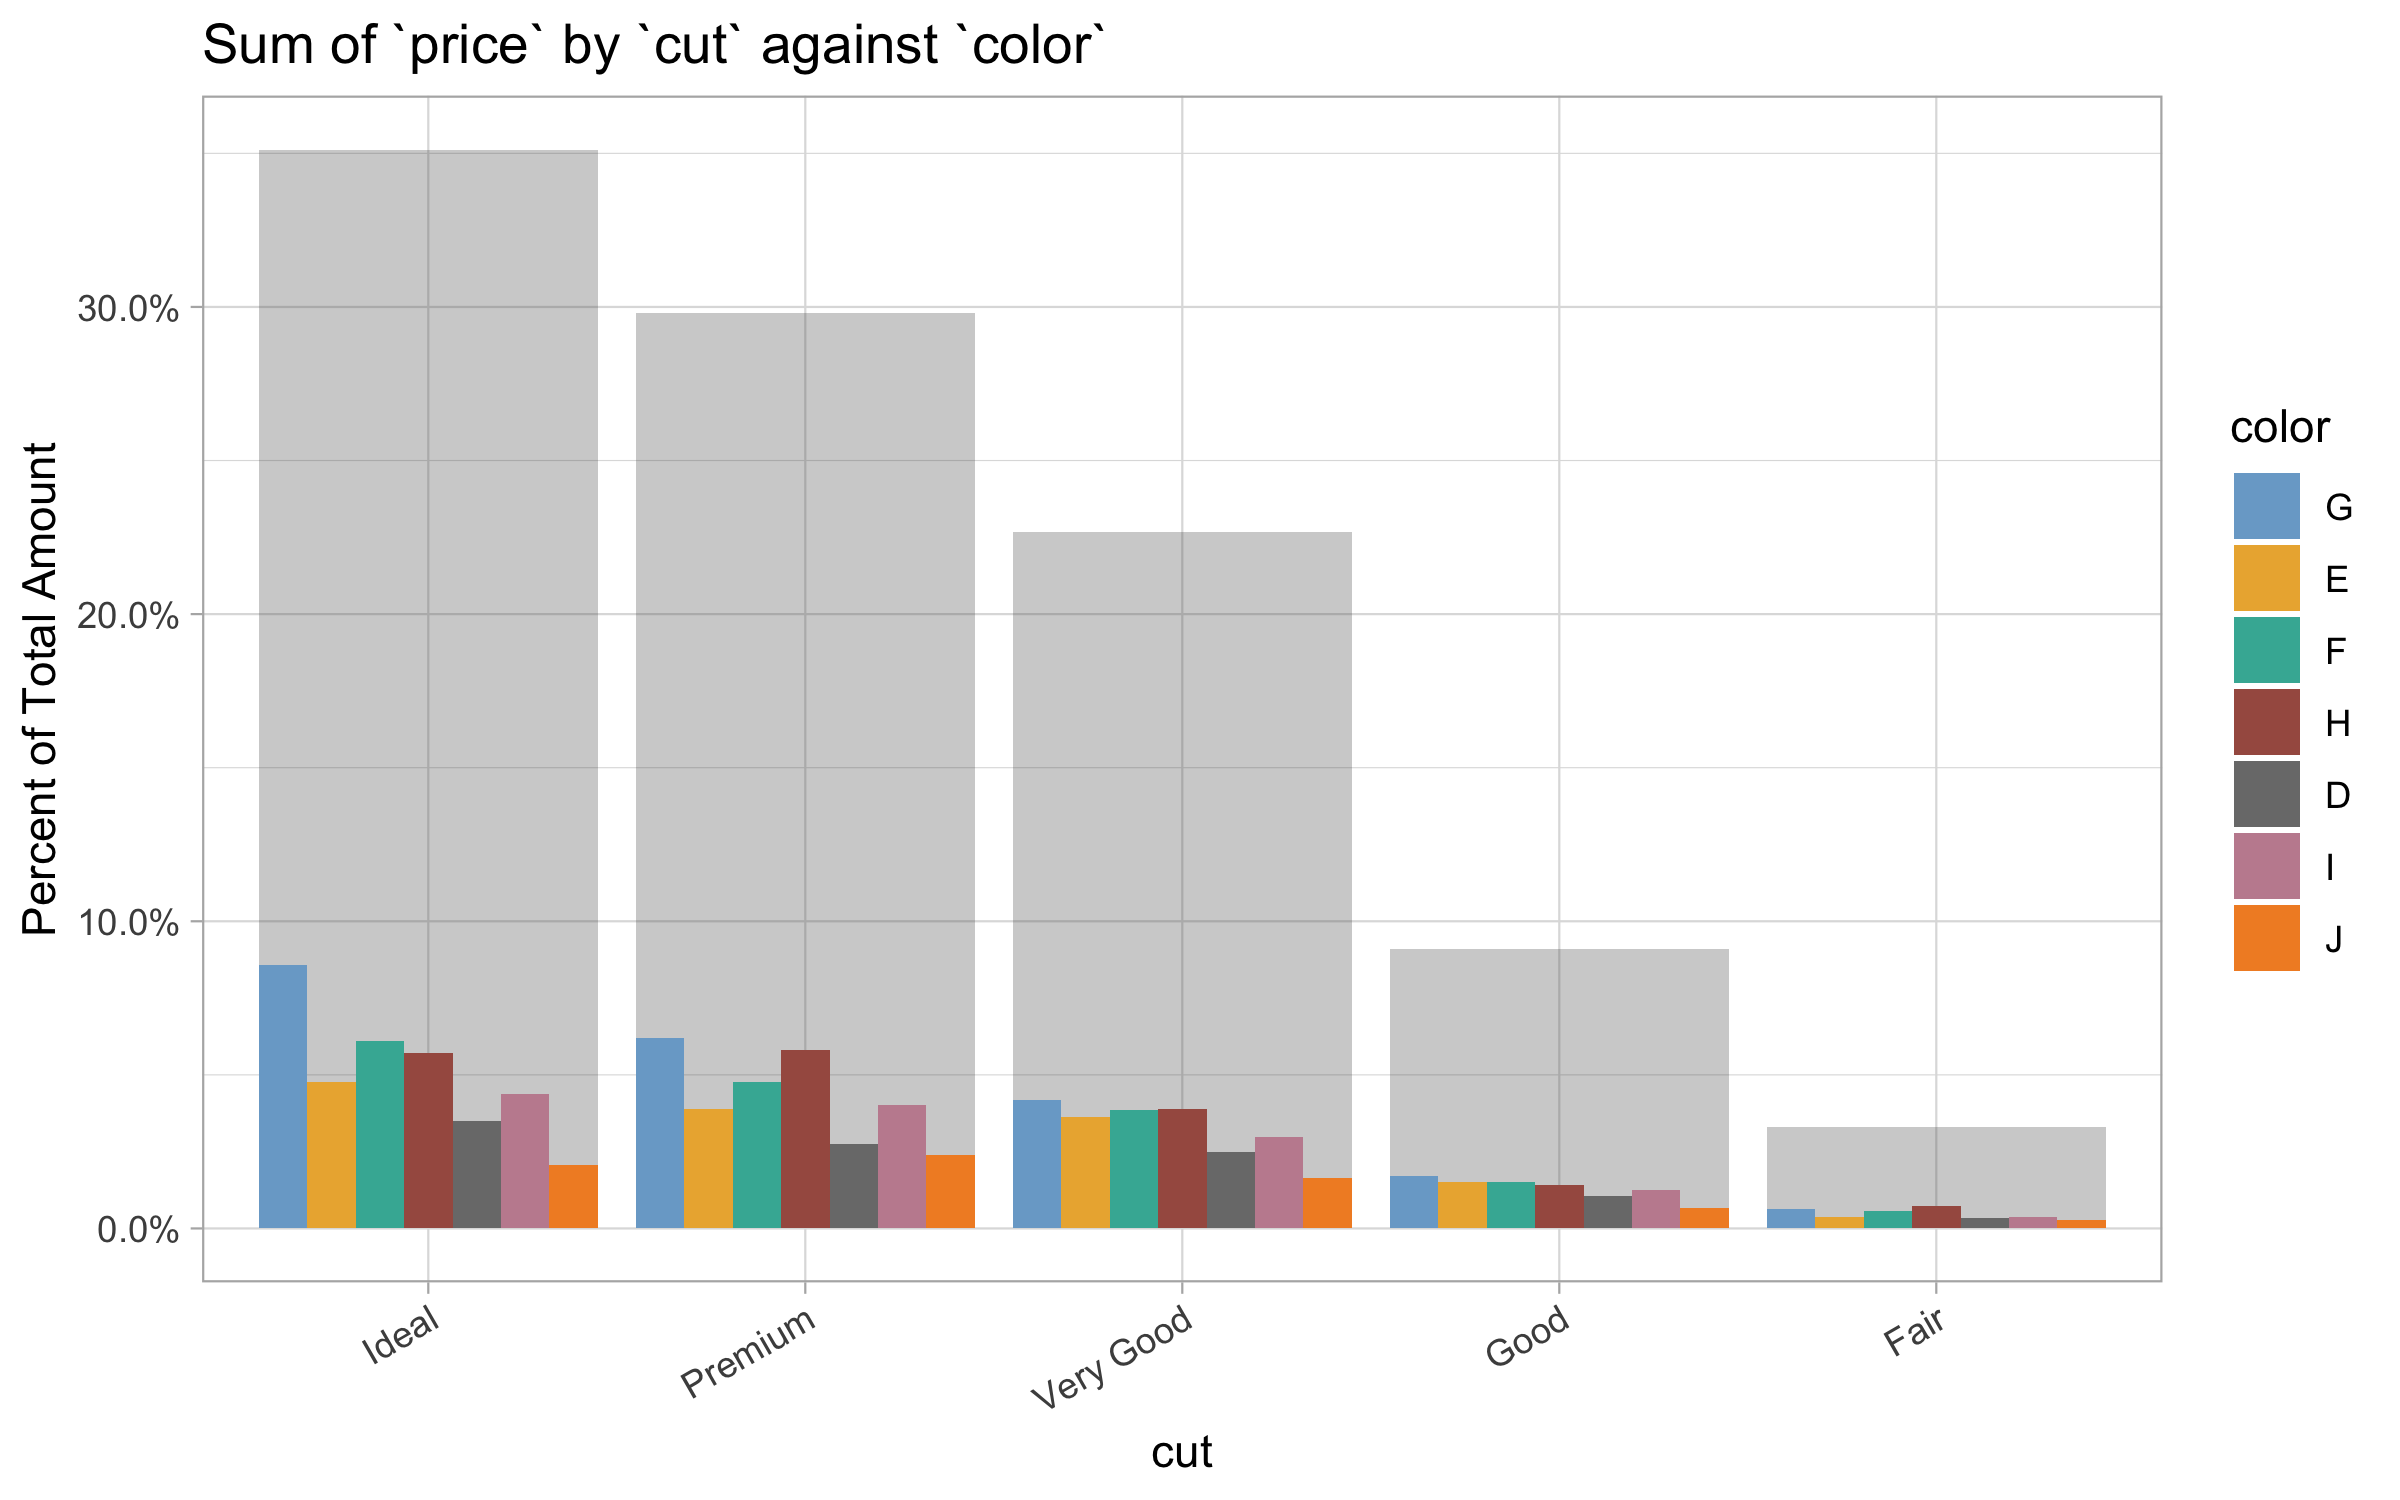 Sum of `price` by `cut` against `color`
Percent of Total Amount
30.0%
20.0%
10.0%
0.0%
Ideal
Premium
Very Good
Good
Fair
cut
color
G
E
F
H
D
I
J